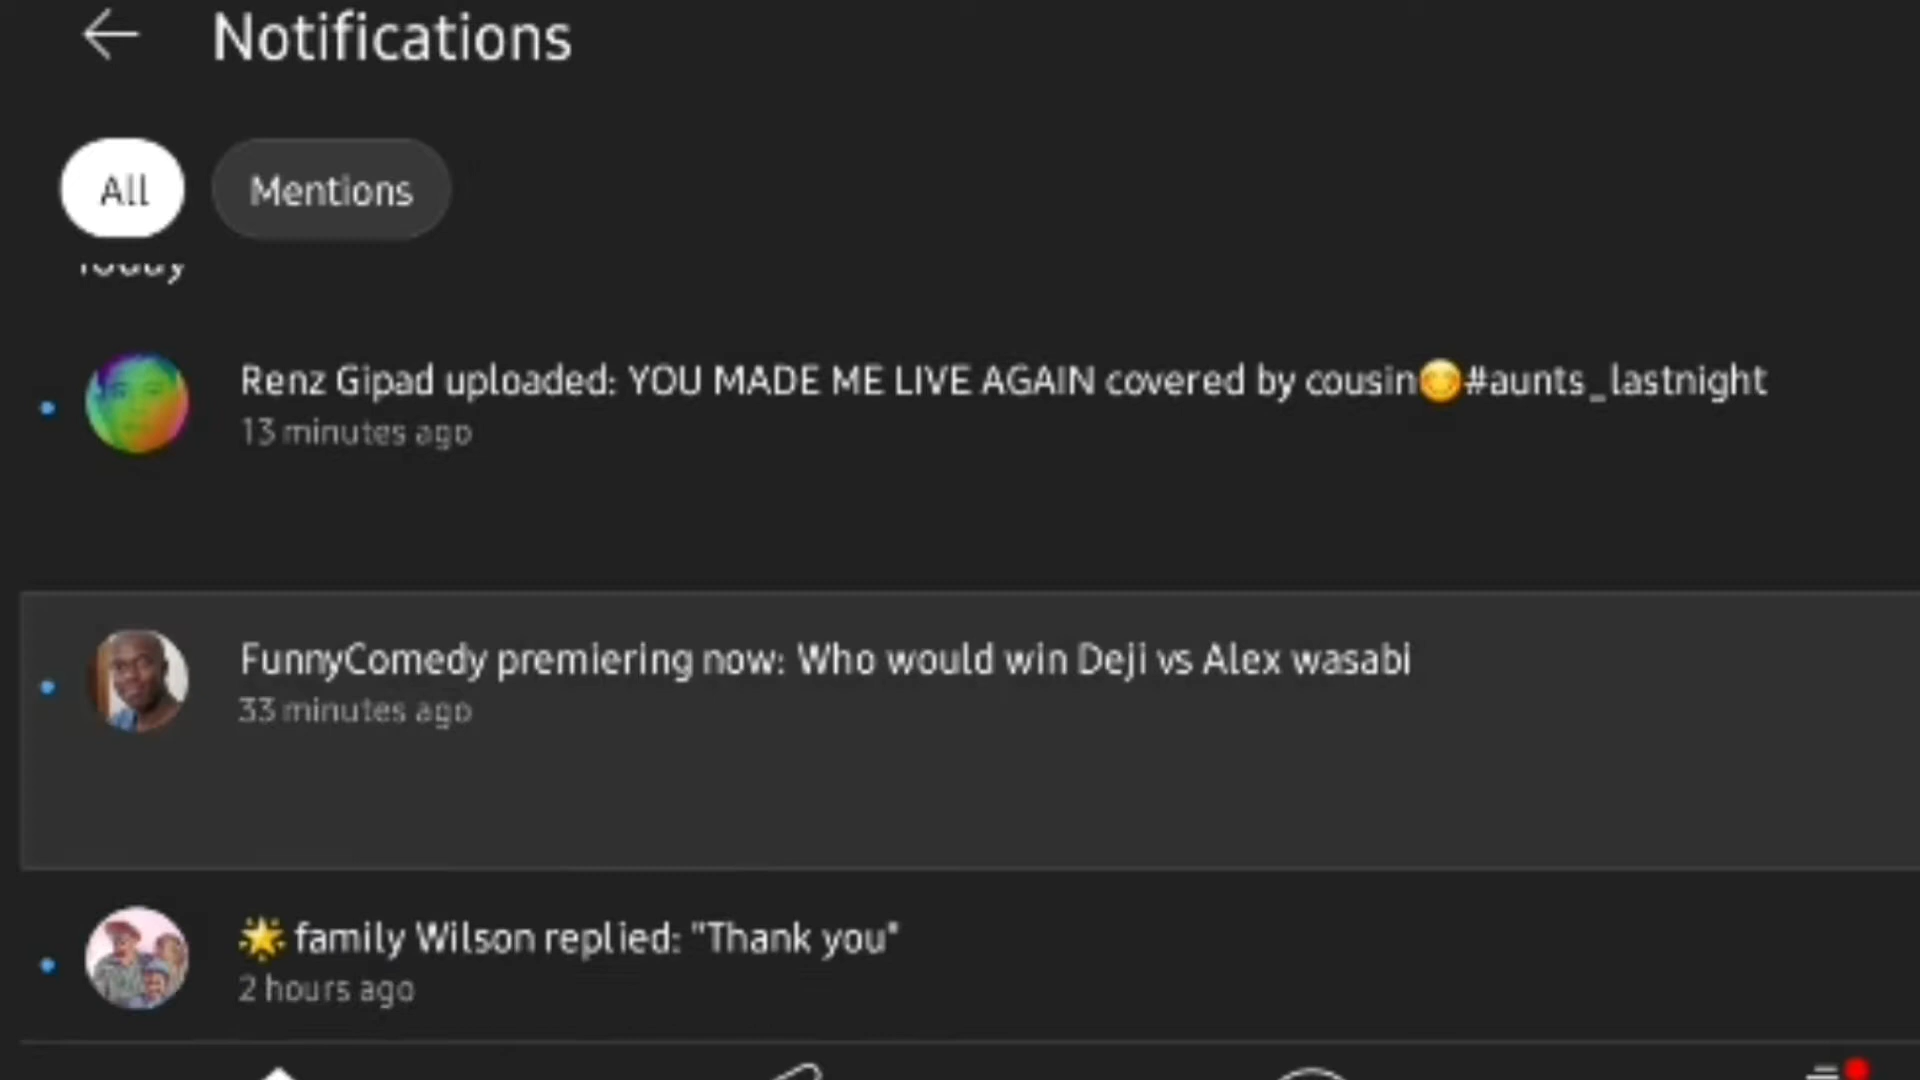 Notifications
All
Mentions
Today
Renz Gipad uploaded: YOU MADE ME LIVE AGAIN covered by cousin😊#aunts_lastnight
13 minutes ago
FunnyComedy premiering now: Who would win Deji vs Alex wasabi
33 minutes ago
🌟 family Wilson replied: "Thank you"
2 hours ago